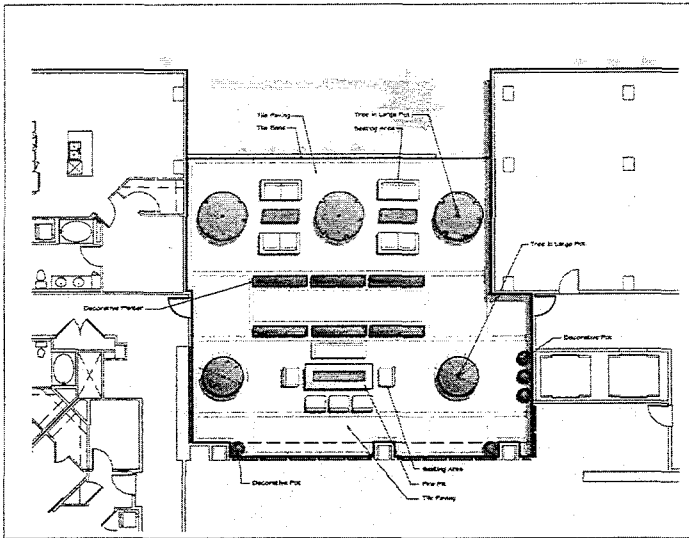 Tile Paving
Tile Band
Tree in Large Pot
Seating Area
Tree in Large Pot
Decorative Planter
Decorative Pot
Decorative Pot
Seating Area
Fire Pit
Tile Paving